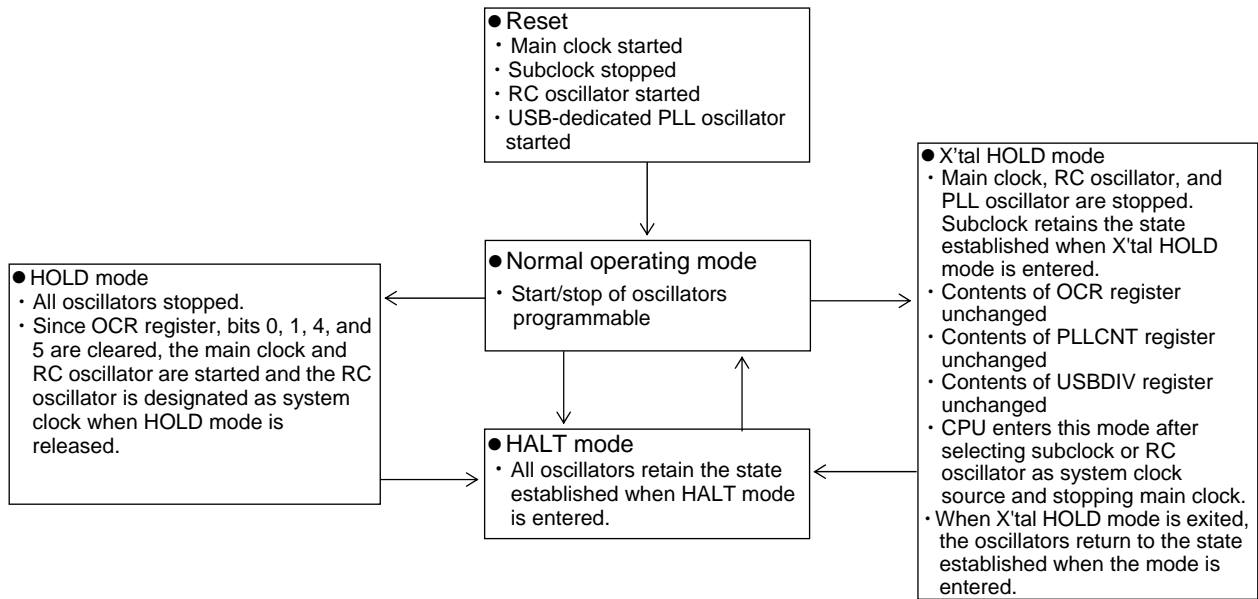 ● Reset
・ Main clock started
・ Subclock stopped
・ RC oscillator started
・ USB-dedicated PLL oscillator
started
● Normal operating mode
・ Start/stop of oscillators
programmable
● HOLD mode
・ All oscillators stopped.
・ Since OCR register, bits 0, 1, 4, and
5 are cleared, the main clock and
RC oscillator are started and the RC
oscillator is designated as system
clock when HOLD mode is
released.
● HALT mode
・ All oscillators retain the state
established when HALT mode
is entered.
● X'tal HOLD mode
・ Main clock, RC oscillator, and
PLL oscillator are stopped.
Subclock retains the state
established when X'tal HOLD
mode is entered.
・ Contents of OCR register
unchanged
・ Contents of PLLCNT register
unchanged
・ Contents of USBDIV register
unchanged
・ CPU enters this mode after
selecting subclock or RC
oscillator as system clock
source and stopping main clock.
・ When X'tal HOLD mode is exited,
the oscillators return to the state
established when the mode is
entered.